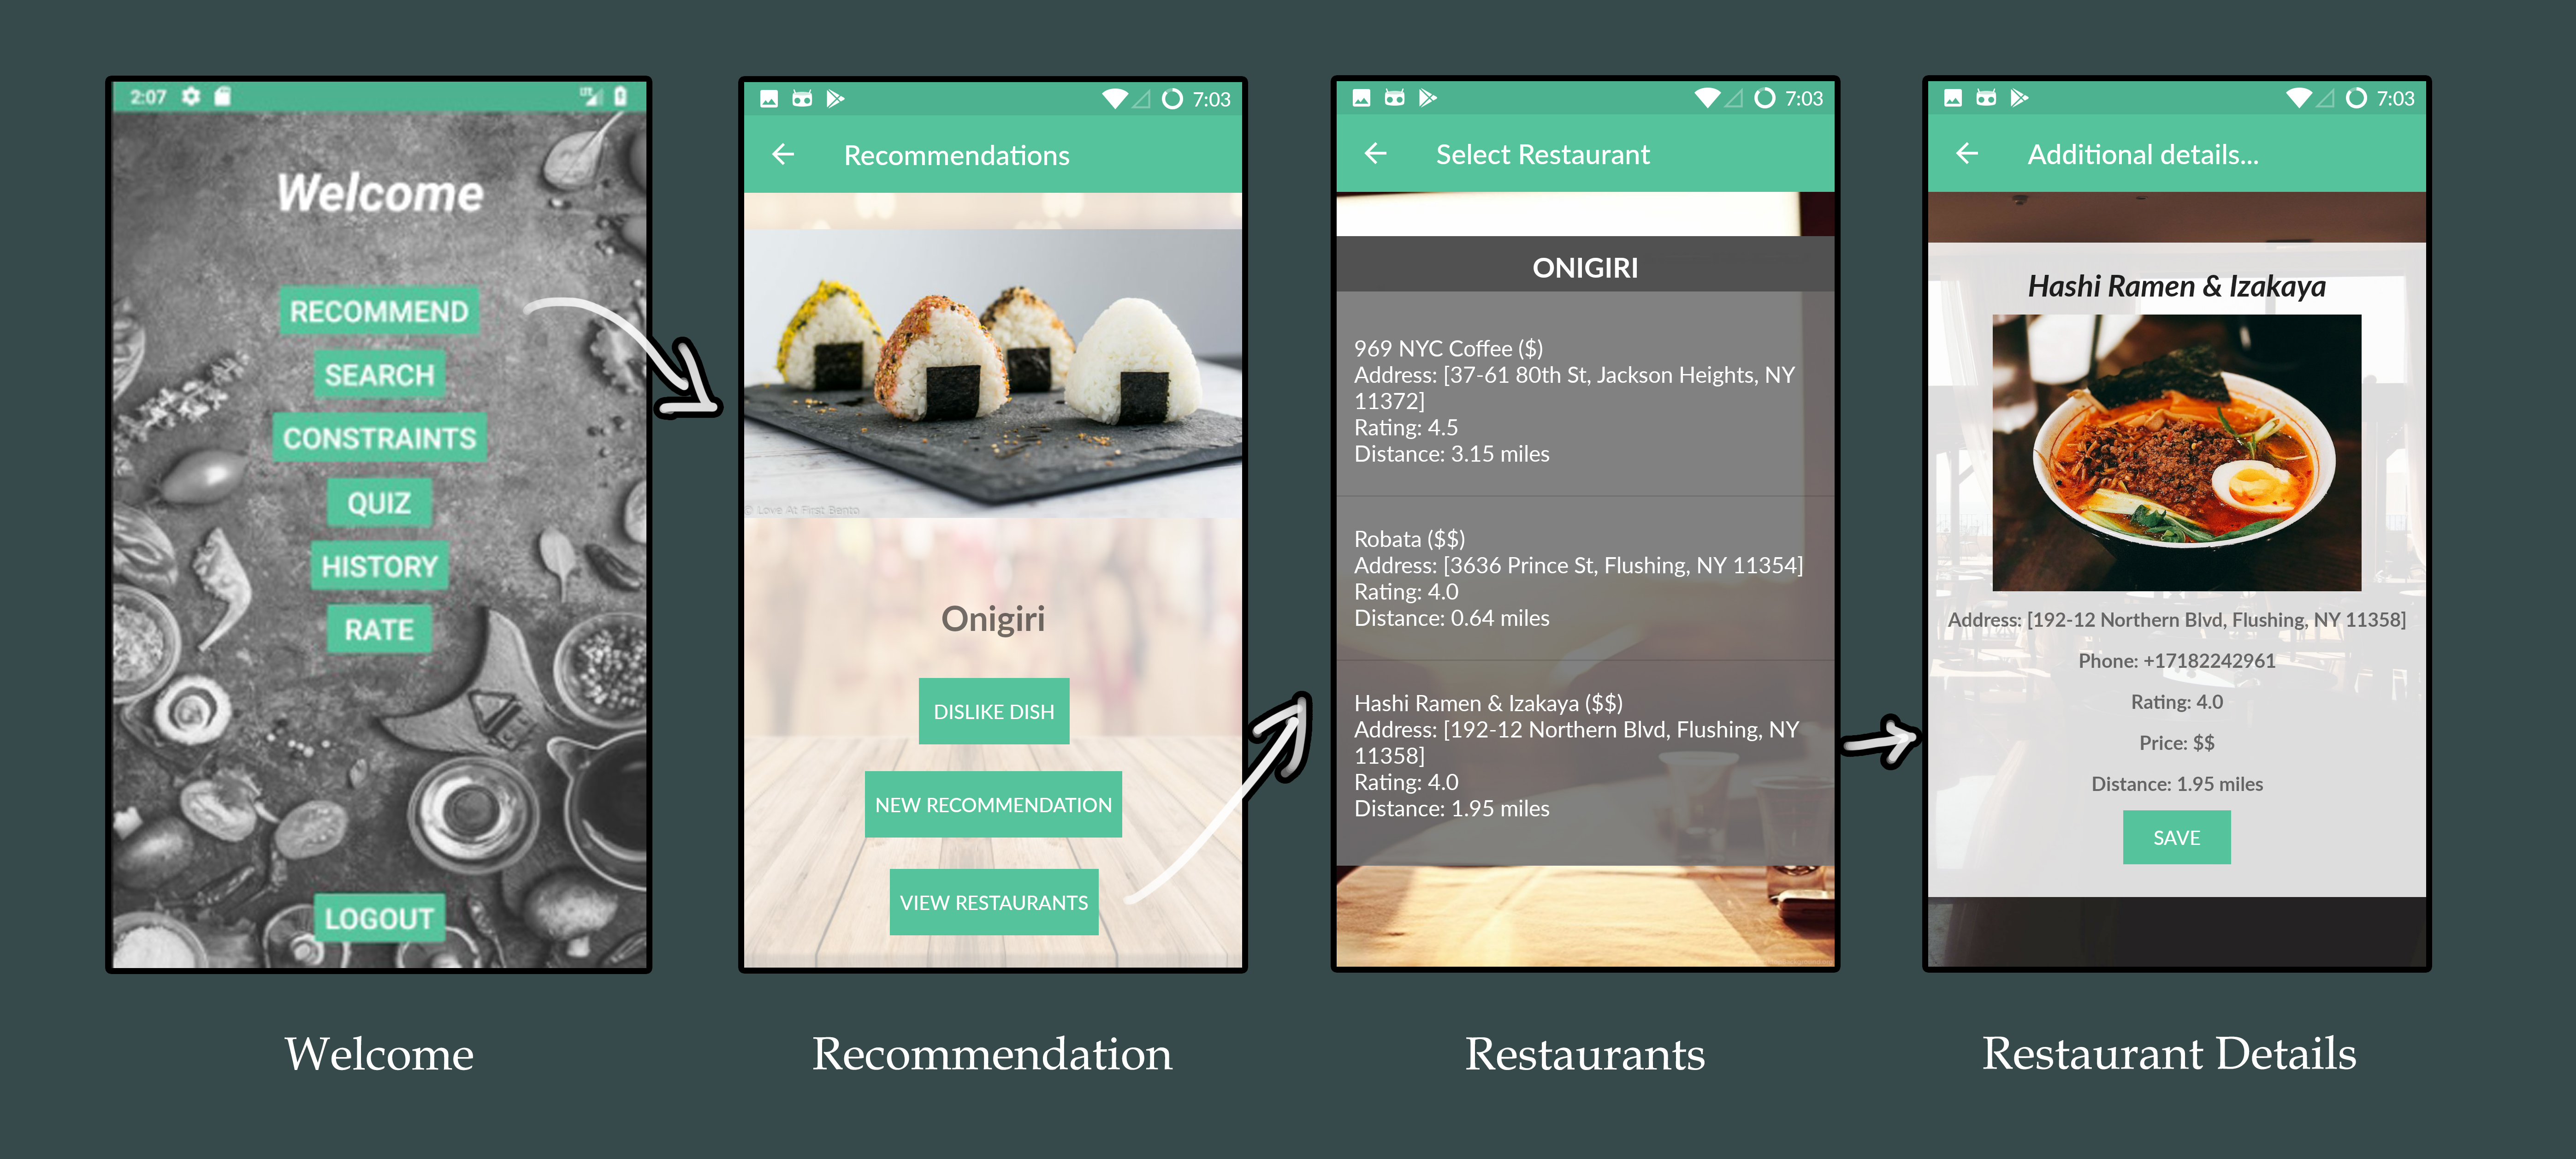 2:07
LTE
Welcome
RECOMMEND
SEARCH
CONSTRAINTS
QUIZ
HISTORY
RATE
LOGOUT
Welcome
7:03
Recommendations
© Love At First Bento
Onigiri
DISLIKE DISH
NEW RECOMMENDATION
VIEW RESTAURANTS
Recommendation
7:03
Select Restaurant
ONIGIRI
969 NYC Coffee ($)
Address: [37-61 80th St, Jackson Heights, NY
11372]
Rating: 4.5
Distance: 3.15 miles
Robata ($$)
Address: [3636 Prince St, Flushing, NY 11354]
Rating: 4.0
Distance: 0.64 miles
Hashi Ramen & Izakaya ($$)
Address: [192-12 Northern Blvd, Flushing, NY
11358]
Rating: 4.0
Distance: 1.95 miles
Restaurants
7:03
Additional details...
Hashi Ramen & Izakaya
Address: [192-12 Northern Blvd, Flushing, NY 11358]
Phone: +17182242961
Rating: 4.0
Price: $$
Distance: 1.95 miles
SAVE
Restaurant Details